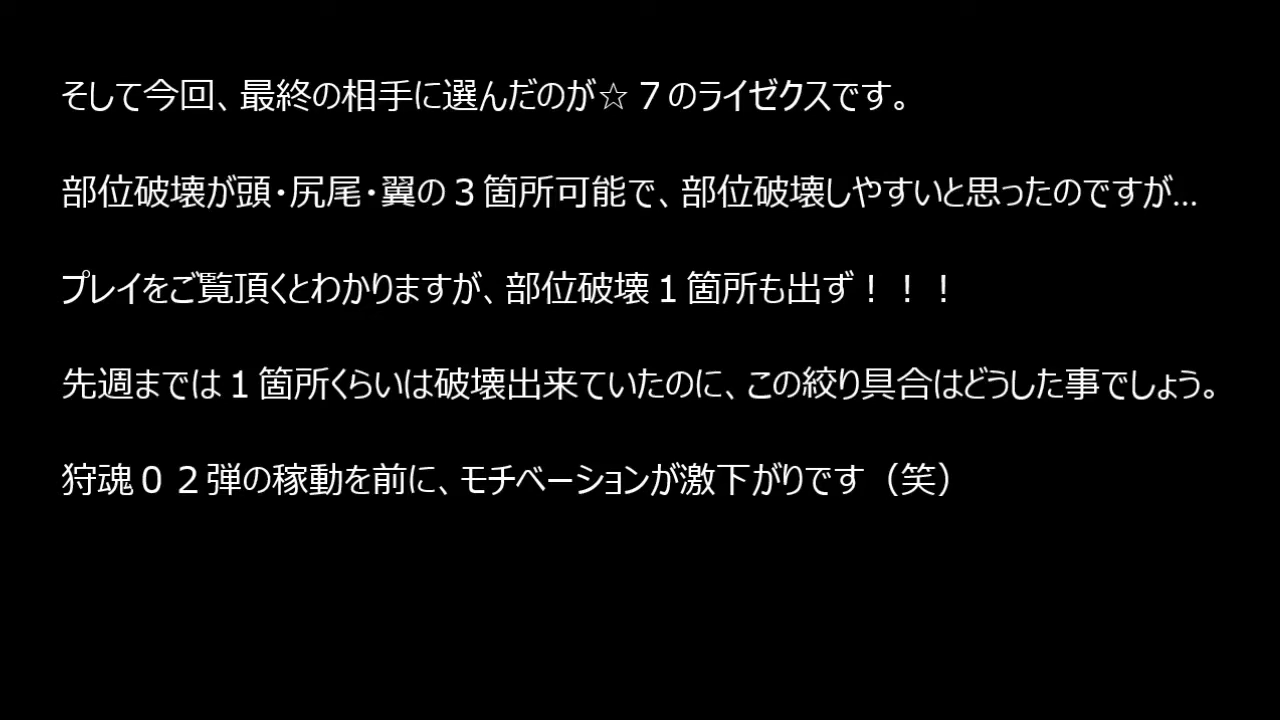 そして今回、最終の相手に選んだのが☆７のライゼクスです。
部位破壊が頭・尻尾・翼の３箇所可能で、部位破壊しやすいと思ったのですが…
プレイをご覧頂くとわかりますが、部位破壊１箇所も出ず！！！
先週までは１箇所くらいは破壊出来ていたのに、この絞り具合はどうした事でしょう。
狩魂０２弾の稼動を前に、モチベーションが激下がりです（笑）